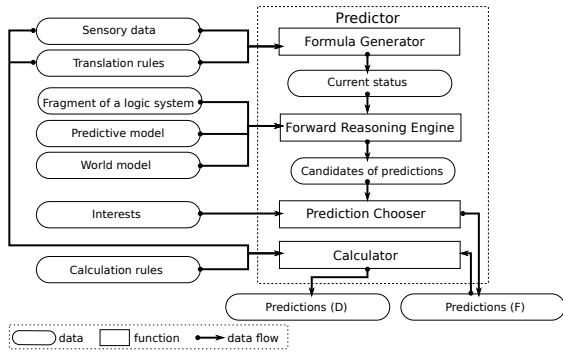 Predictor
Sensory data
Formula Generator
Translation rules
Current status
Fragment of a logic system
Predictive model
Forward Reasoning Engine
World model
Candidates of predictions
Interests
Prediction Chooser
Calculator
Calculation rules
Predictions (D)
Predictions (F)
data
function
data flow